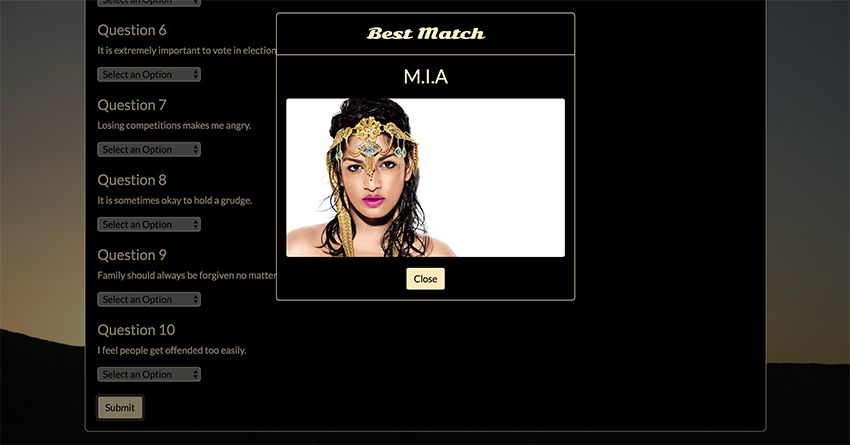 Select an Option
Question 6
It is extremely important to vote in election
Select an Option
Question 7
Losing competitions makes me angry.
Select an Option
Question 8
It is sometimes okay to hold a grudge.
Select an Option
Question 9
Family should always be forgiven no matter
Select an Option
Question 10
I feel people get offended too easily.
Select an Option
Submit
Best Match
M.I.A
Close